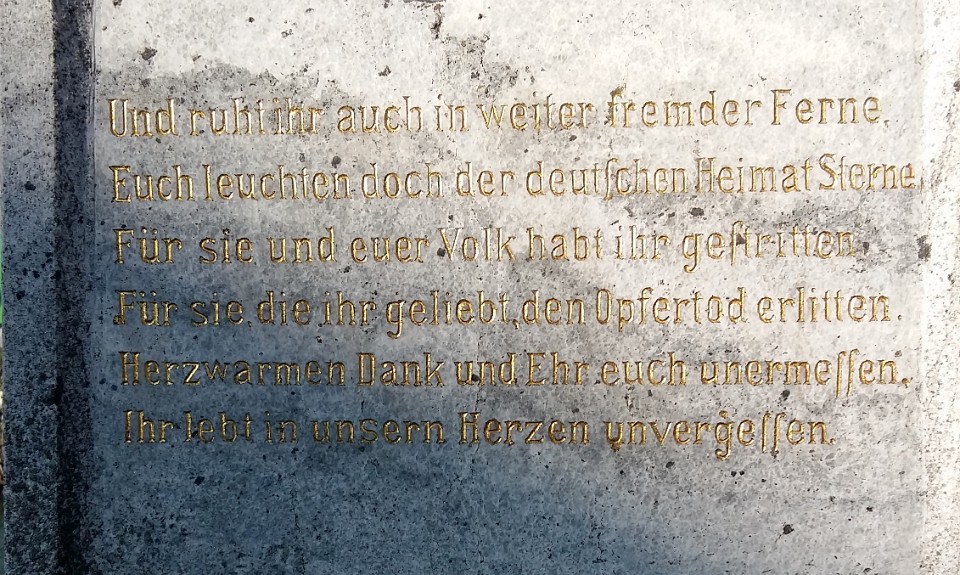 Und ruht ihr auch in weiter fremder Ferne,
Euch leuchten doch der deutſchen Heimat Sterne,
Für sie und euer Volk habt ihr geſtritten
Für sie, die ihr geliebt, den Opfertod erlitten.
Herzwarmen Dank und Ehr euch unermeſſen,
Ihr lebt in unsern Herzen unvergeſſen.